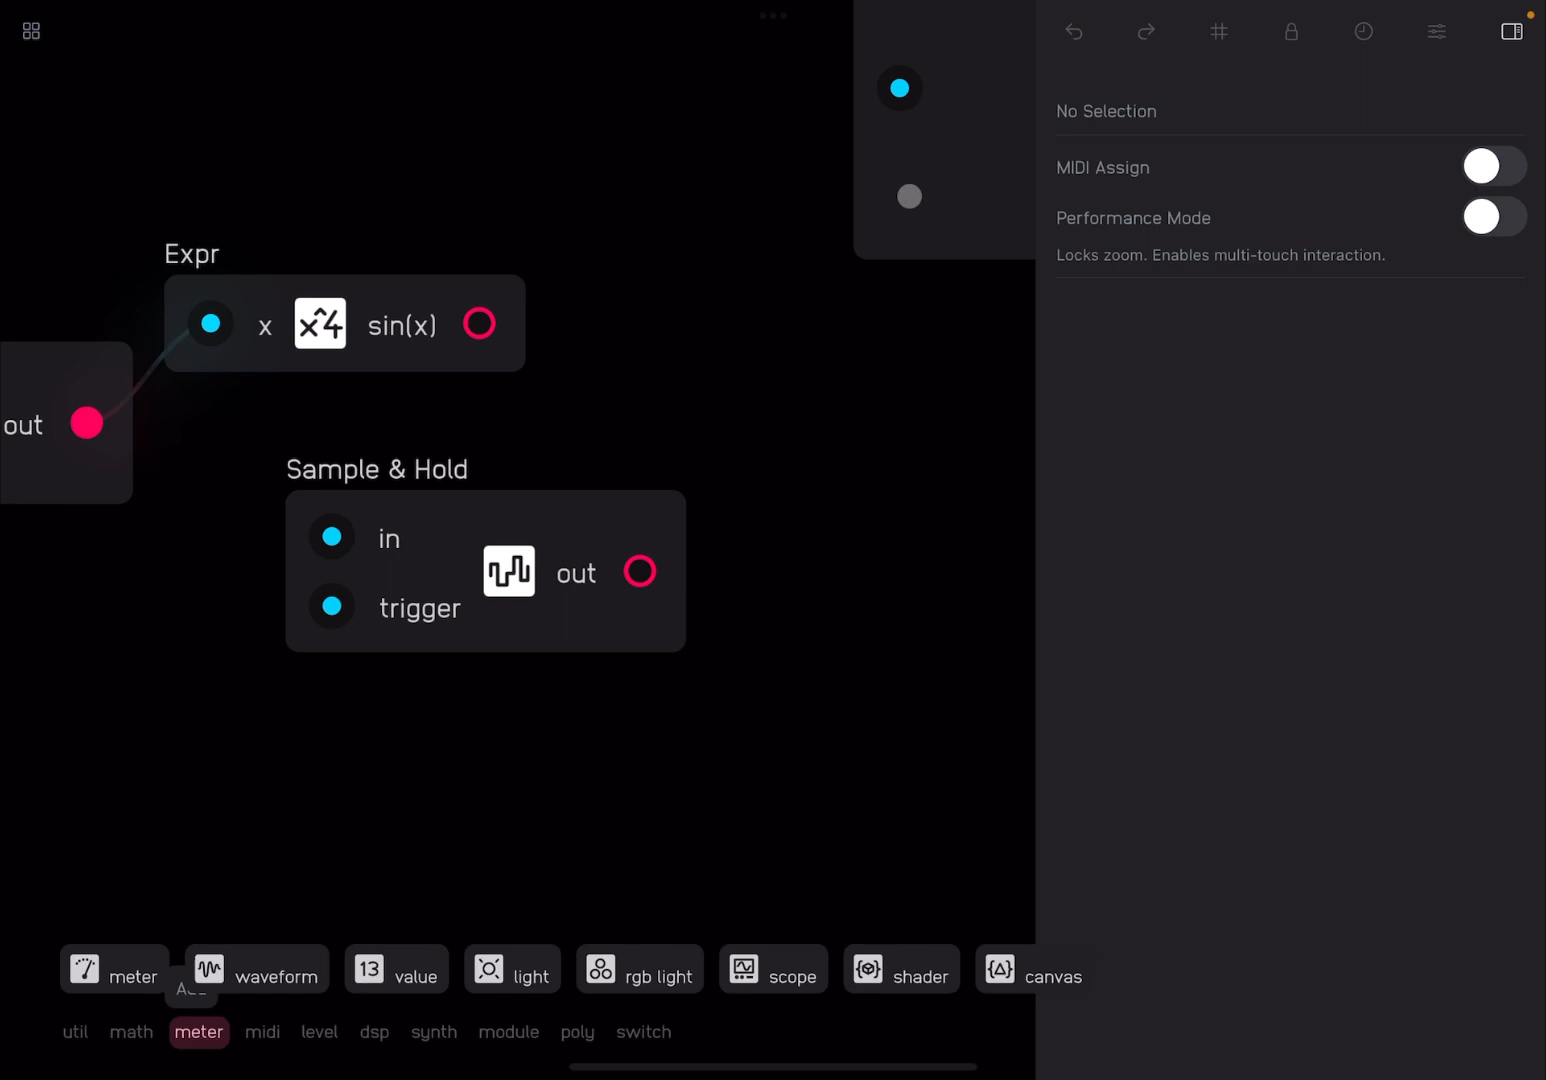 No Selection
MIDI Assign
Performance Mode
Locks zoom. Enables multi-touch interaction.
Expr
x x^4 sin(x)
out
Sample & Hold
in
out
trigger
meter waveform 13 value light rgb light scope shader canvas
util math meter midi level dsp synth module poly switch